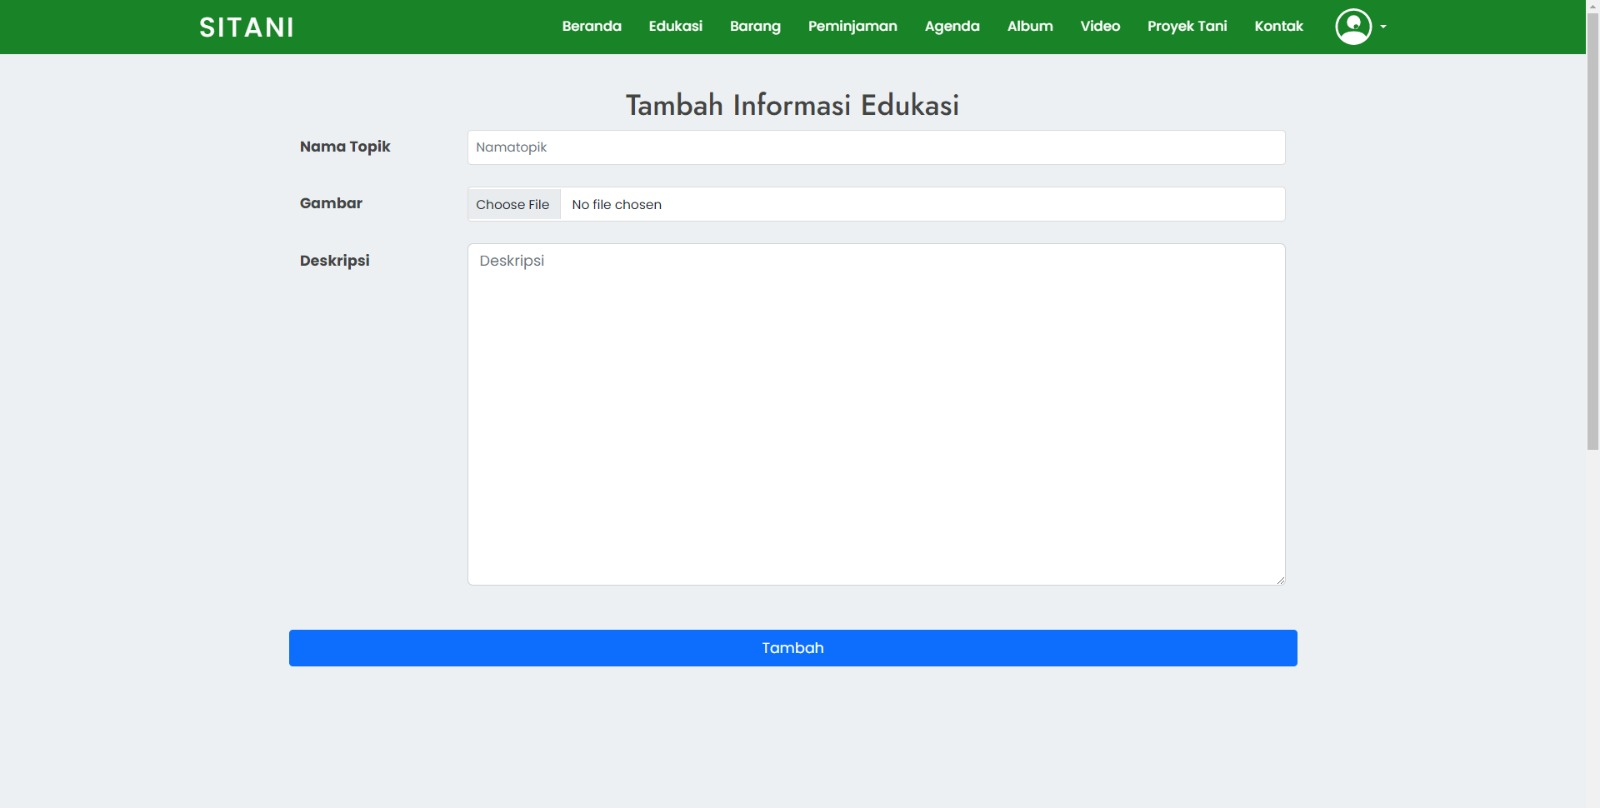 SITANI
Beranda Edukasi Barang Peminjaman Agenda Album Video Proyek Tani Kontak
Tambah Informasi Edukasi
Nama Topik
Namatopik
Gambar
Choose File No file chosen
Deskripsi
Deskripsi
Tambah